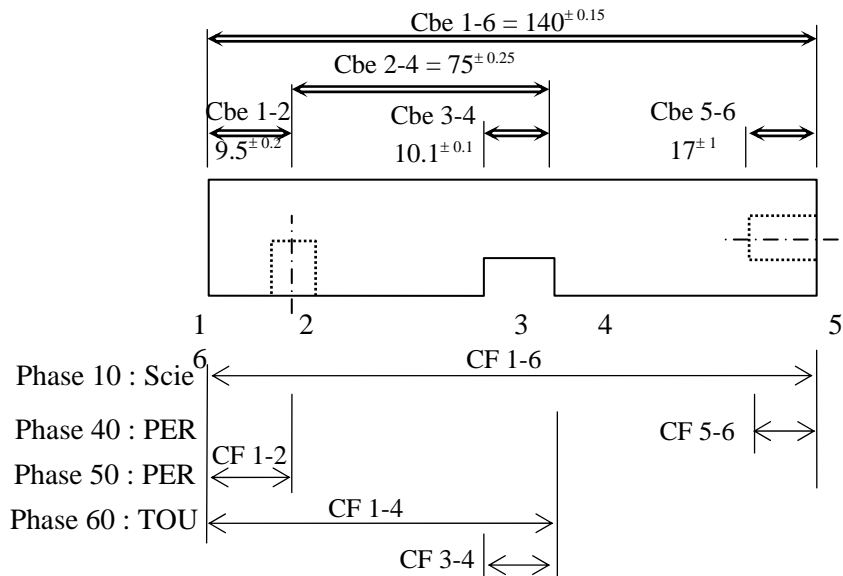 Cbe 1-6 = 140± 0.15
Cbe 2-4 = 75± 0.25
Cbe 1-2
Cbe 3-4
Cbe 5-6
9.5± 0.2
10.1± 0.1
17± 1
1 2 3 4 5
6
CF 1-6
Phase 10 : Scie
Phase 40 : PER
CF 5-6
CF 1-2
Phase 50 : PER
CF 1-4
Phase 60 : TOU
CF 3-4